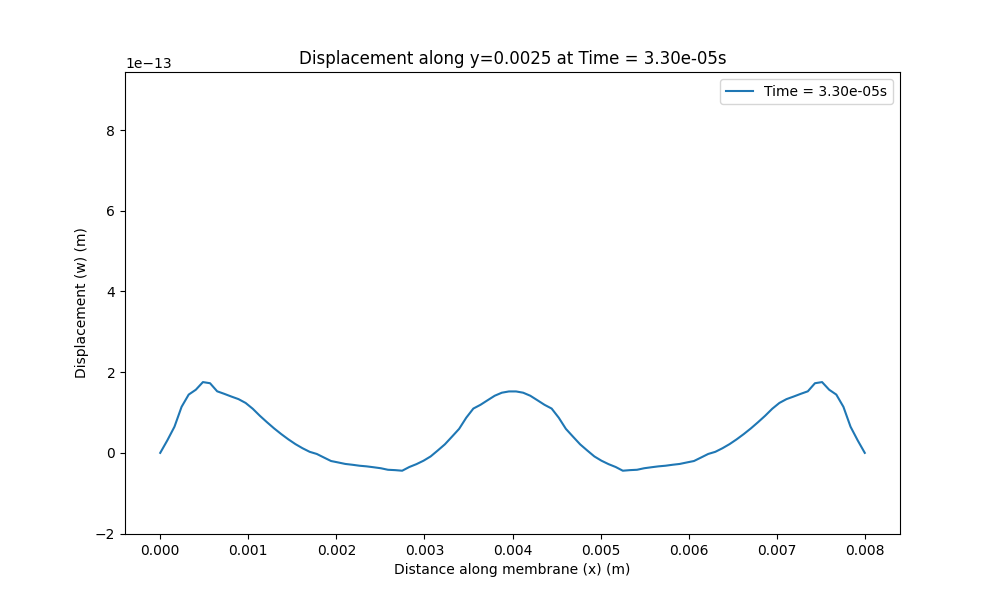 Displacement along y=0.0025 at Time = 3.30e-05s
1e−13
Time = 3.30e-05s
8
6
4
2
0
−2
Displacement (w) (m)
0.000 0.001 0.002 0.003 0.004 0.005 0.006 0.007 0.008
Distance along membrane (x) (m)